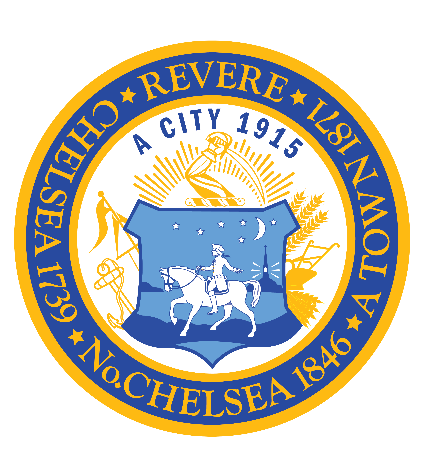 CHELSEA 1739 ★ REVERE ★ A TOWN 1871 ★ No. CHELSEA 1846 ★
A CITY 1915